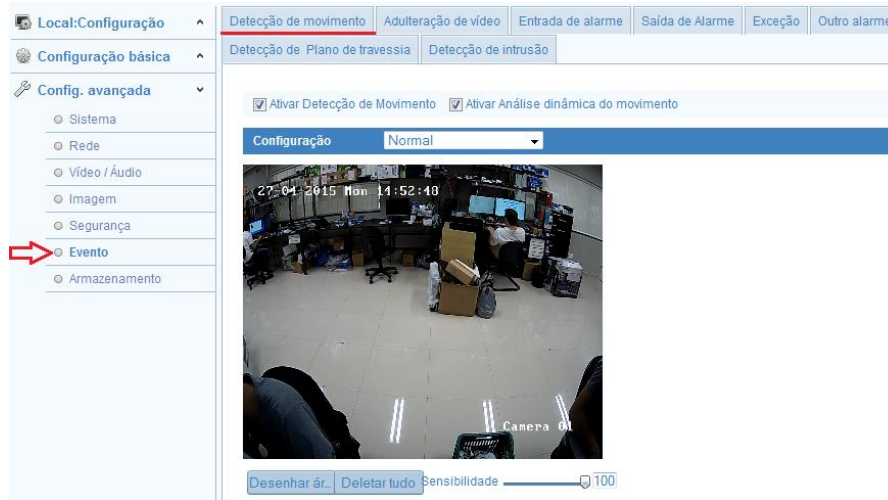 Local:Configuração
Configuração básica
Config. avançada
Sistema
Rede
Vídeo / Áudio
Imagem
Segurança
Evento
Armazenamento
Detecção de movimento Adulteração de vídeo Entrada de alarme Saída de Alarme Exceção Outro alarme
Detecção de Plano de travessia Detecção de intrusão
Ativar Detecção de Movimento Ativar Análise dinâmica do movimento
Configuração Normal
27-04-2015 Mon 14:52:48
Camera 01
Desenhar ár... Deletar tudo Sensibilidade 100